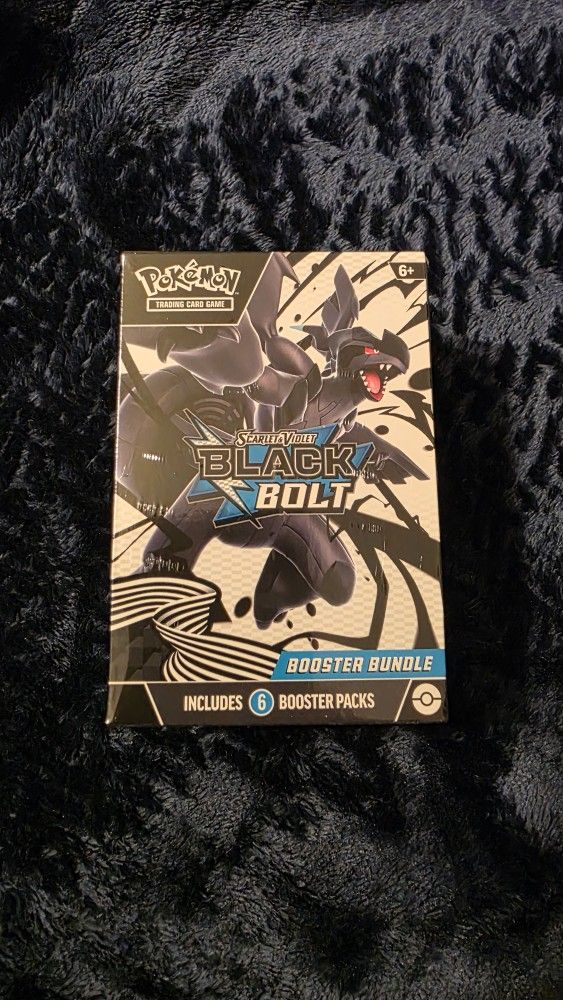 POKéMON
TRADING CARD GAME
6+
SCARLET & VIOLET
BLACK
BOLT
BOOSTER BUNDLE
INCLUDES 6 BOOSTER PACKS